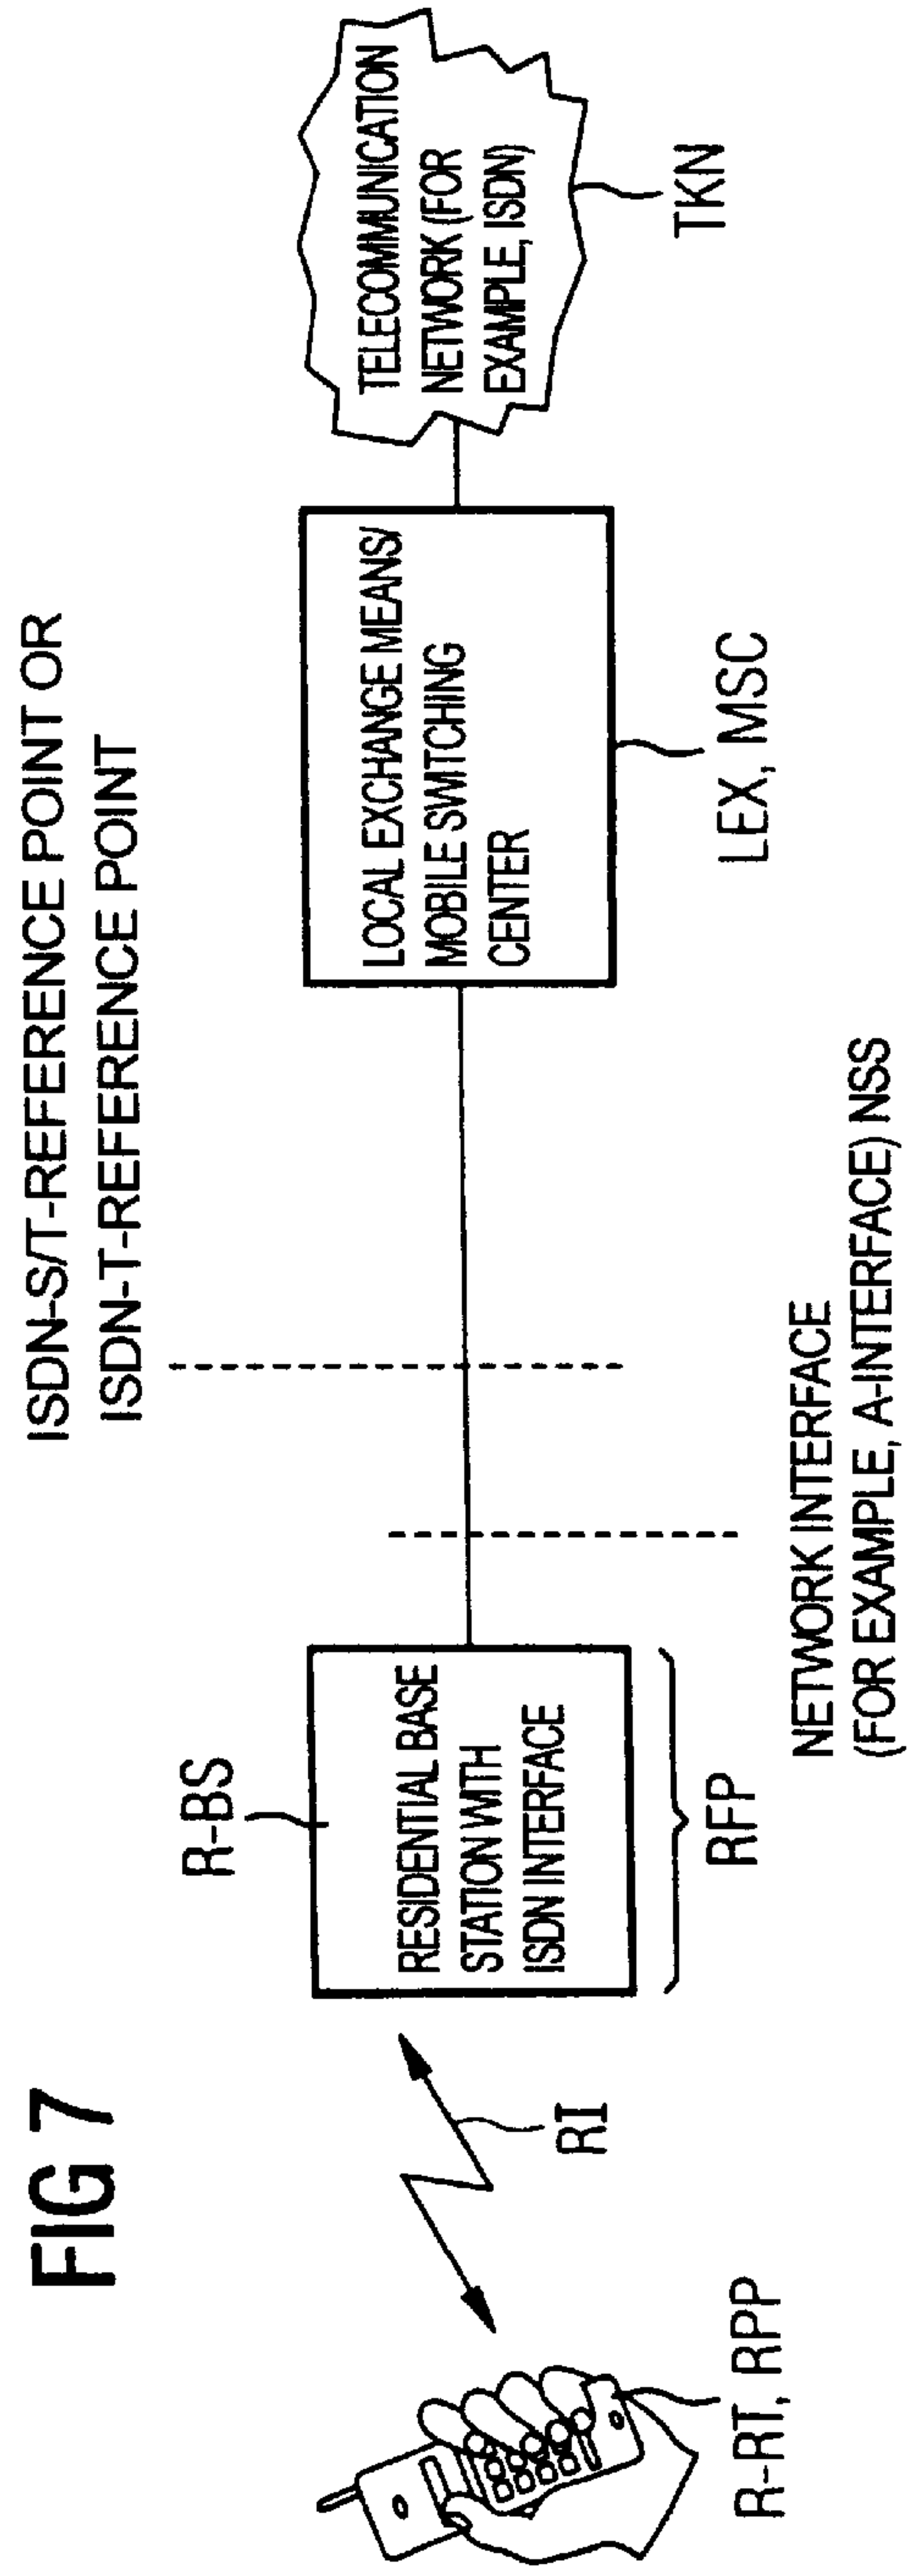 FIG 7
ISDN-S/T-REFERENCE POINT OR
ISDN-T-REFERENCE POINT
R-BS
RESIDENTIAL BASE
STATION WITH
ISDN INTERFACE
RFP
RI
R-RT, RPP
NETWORK INTERFACE
(FOR EXAMPLE, A-INTERFACE) NSS
LOCAL EXCHANGE MEANS/
MOBILE SWITCHING
CENTER
LEX, MSC
TELECOMMUNICATION
NETWORK (FOR
EXAMPLE, ISDN)
TKN